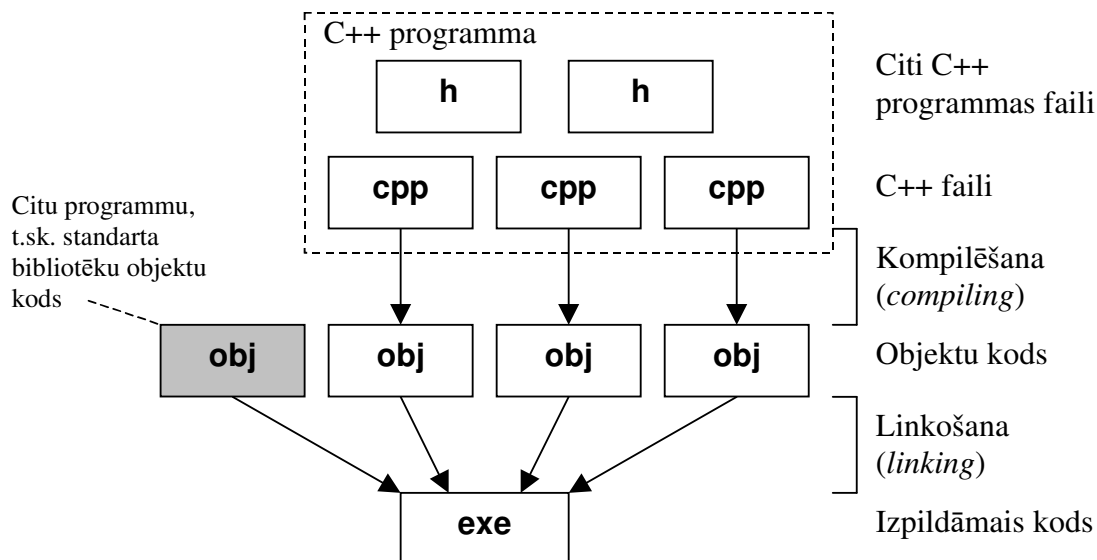 C++ programma
h h
Citi C++
programmas faili
cpp cpp cpp
C++ faili
Citu programmu,
t.sk. standarta
bibliotēku objektu
kods
Kompilēšana
(compiling)
obj obj obj obj
Objektu kods
Linkošana
(linking)
exe
Izpildāmais kods